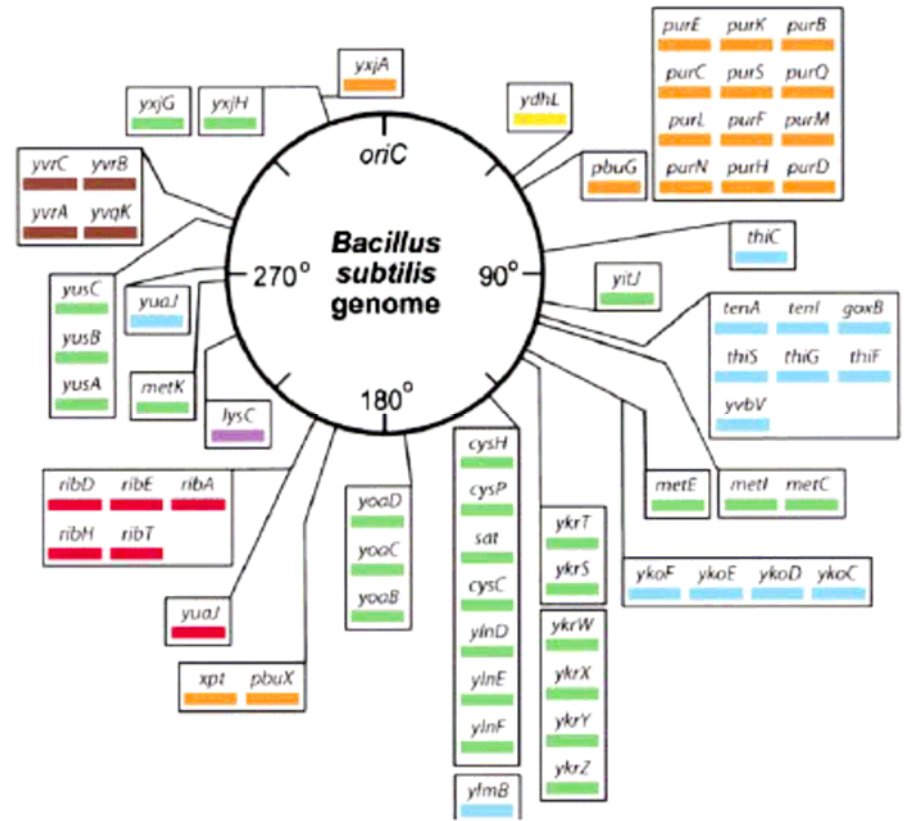 purE purK purB
purC purS purQ
purL purF purM
purN purH purD
yxjA
yxjG yxjH
ydhL
oriC
pbuG
yvrC yvrB
yvrA yvqK
thiC
Bacillus
subtilis
genome
270°
90°
180°
yitJ
yusC
yusB
yusA
yuaJ
tenA tenI goxB
thiS thiG thiF
yvbV
metK
lysC
cysH
cysP
sat
cysC
ylnD
ylnE
ylnF
ribD ribE ribA
ribH ribT
yoaD
yoaC
yoaB
metE
metI metC
ykrT
ykrS
ykoF ykoE ykoD ykoC
yuaJ
ykrW
ykrX
ykrY
ykrZ
xpt pbuX
ylmB